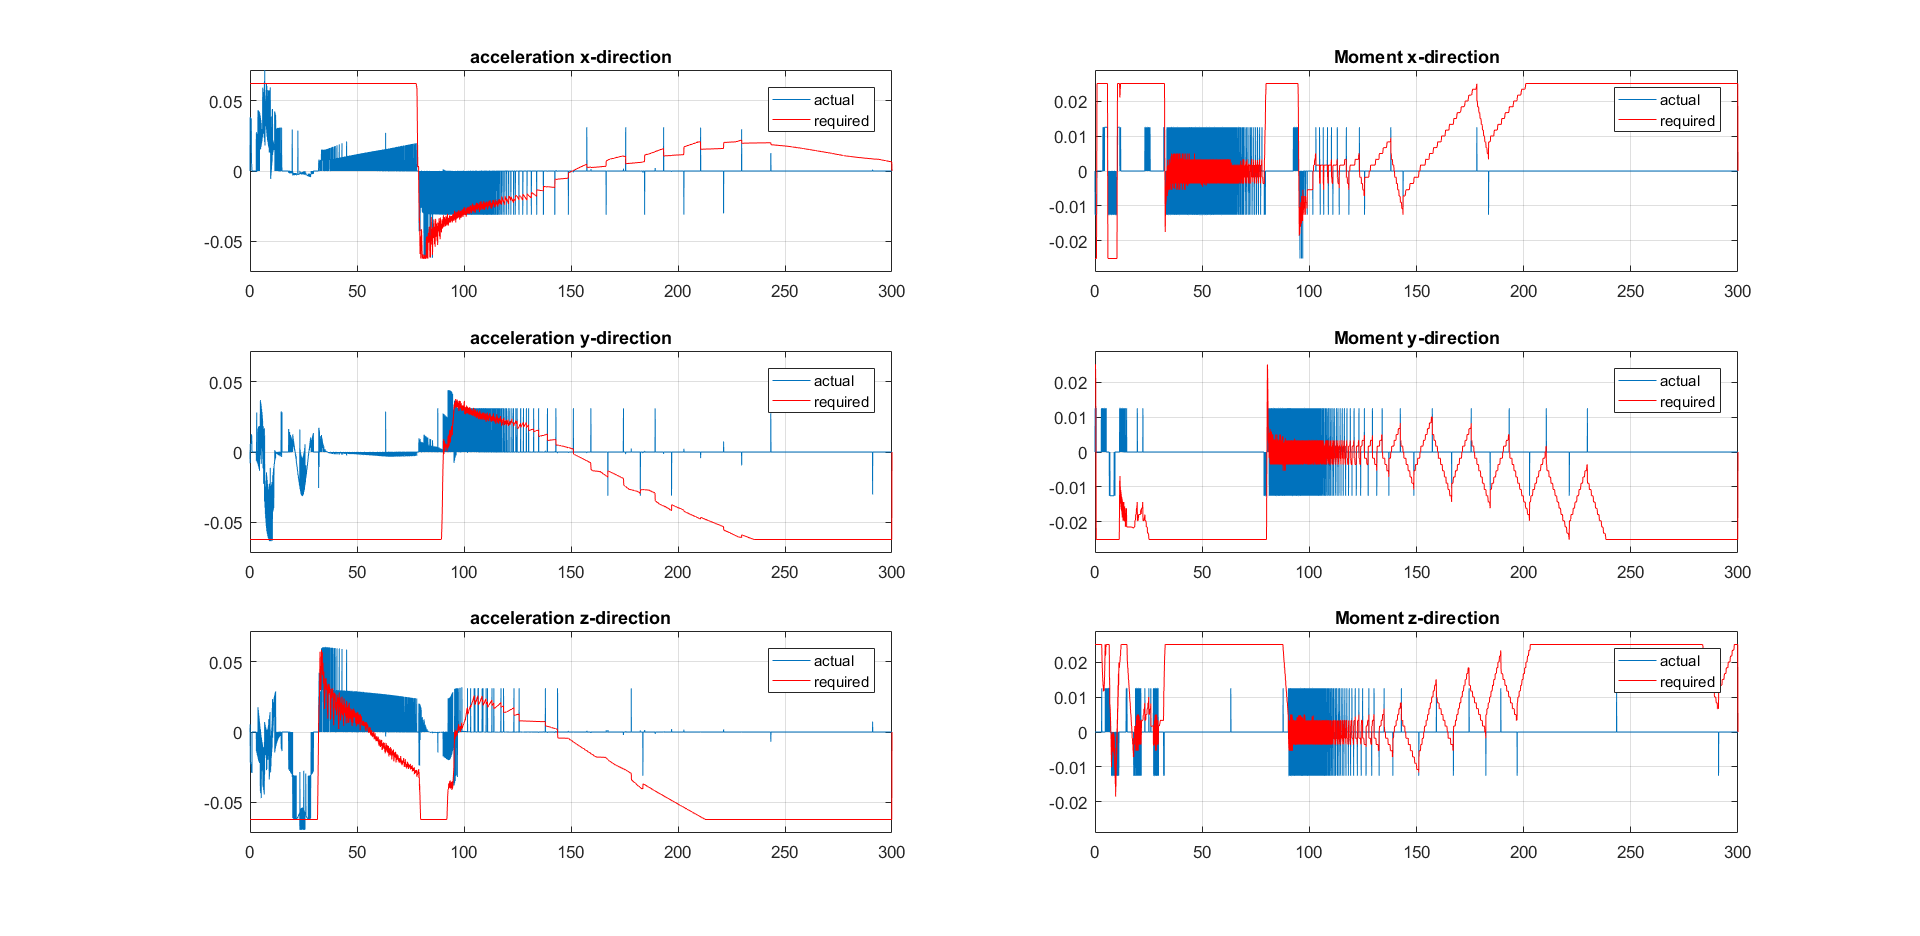 acceleration x-direction
0.05
0
-0.05
0 50 100 150 200 250 300
actual
required
Moment x-direction
0.02
0.01
0
-0.01
-0.02
0 50 100 150 200 250 300
actual
required
acceleration y-direction
0.05
0
-0.05
0 50 100 150 200 250 300
actual
required
Moment y-direction
0.02
0.01
0
-0.01
-0.02
0 50 100 150 200 250 300
actual
required
acceleration z-direction
0.05
0
-0.05
0 50 100 150 200 250 300
actual
required
Moment z-direction
0.02
0.01
0
-0.01
-0.02
0 50 100 150 200 250 300
actual
required